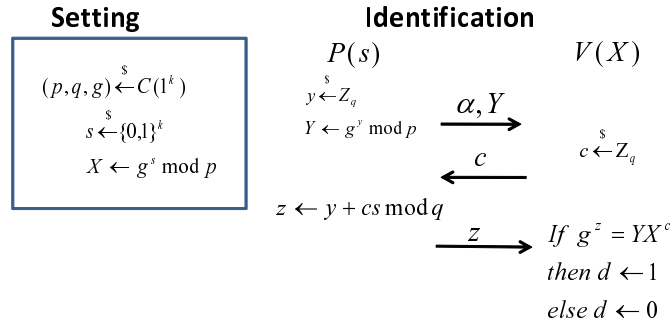 Setting
(p,q,g) $← C(1^k)
s $← {0,1}^k
X ← g^s mod p
Identification
P(s)
V(X)
y $← Z_q
Y ← g^y mod p
α, Y
c $← Z_q
c
z ← y + cs mod q
z
If g^z = YX^c
then d ← 1
else d ← 0